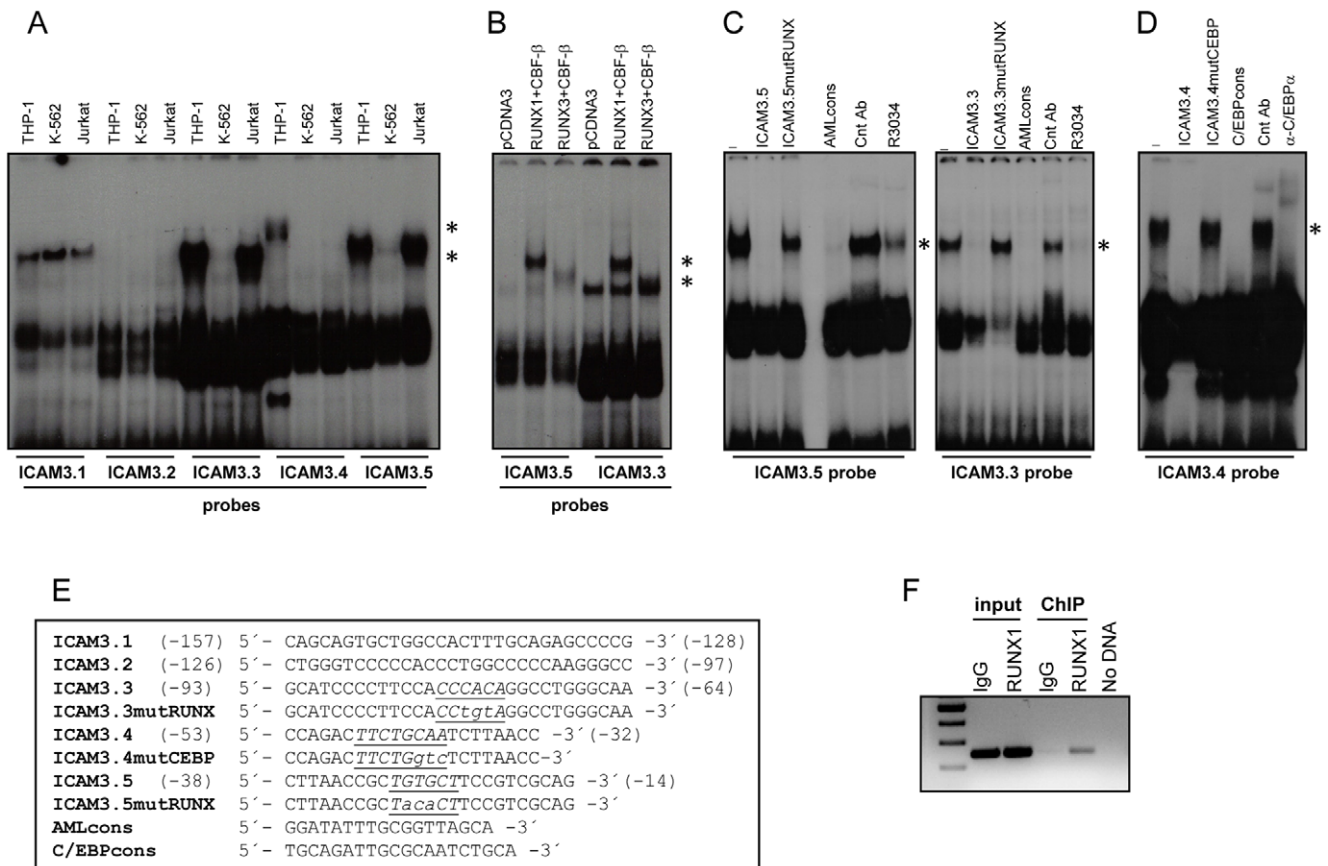 A
THP-1
K-562
Jurkat
THP-1
K-562
Jurkat
THP-1
K-562
Jurkat
THP-1
K-562
Jurkat
THP-1
K-562
Jurkat
*
*
ICAM3.1 ICAM3.2 ICAM3.3 ICAM3.4 ICAM3.5
probes
B
pCDNA3
RUNX1+CBF-β
RUNX3+CBF-β
pCDNA3
RUNX1+CBF-β
RUNX3+CBF-β
*
*
ICAM3.5 ICAM3.3
probes
C
–
ICAM3.5
ICAM3.5mutRUNX
AMLcons
Cnt Ab
R3034
*
ICAM3.5 probe
–
ICAM3.3
ICAM3.3mutRUNX
AMLcons
Cnt Ab
R3034
*
ICAM3.3 probe
D
–
ICAM3.4
ICAM3.4mutCEBP
C/EBPcons
Cnt Ab
α-C/EBPα
*
ICAM3.4 probe
E
ICAM3.1 (-157) 5´- CAGCAGTGCTGGCCACTTTGCAGAGCCCCG -3´(-128)
ICAM3.2 (-126) 5´- CTGGGTCCCCCACCCTGGCCCCCAAGGGCC -3´(-97)
ICAM3.3 (-93) 5´- GCATCCCCTTCCACCCACAGGCCTGGGCAA -3´(-64)
ICAM3.3mutRUNX 5´- GCATCCCCTTCCACCtgtAGGCCTGGGCAA -3´
ICAM3.4 (-53) 5´- CCAGACTTCTGCAATCTTAACC -3´(-32)
ICAM3.4mutCEBP 5´- CCAGACTTCTGgtcTCTTAACC-3´
ICAM3.5 (-38) 5´- CTTAACCGCTGTGCTTCCGTCGCAG -3´(-14)
ICAM3.5mutRUNX 5´- CTTAACCGCTacaCTTCCGTCGCAG -3´
AMLcons 5´- GGATATTTGCGGTTAGCA -3´
C/EBPcons 5´- TGCAGATTGCGCAATCTGCA -3´
F
input ChIP
IgG
RUNX1
IgG
RUNX1
No DNA